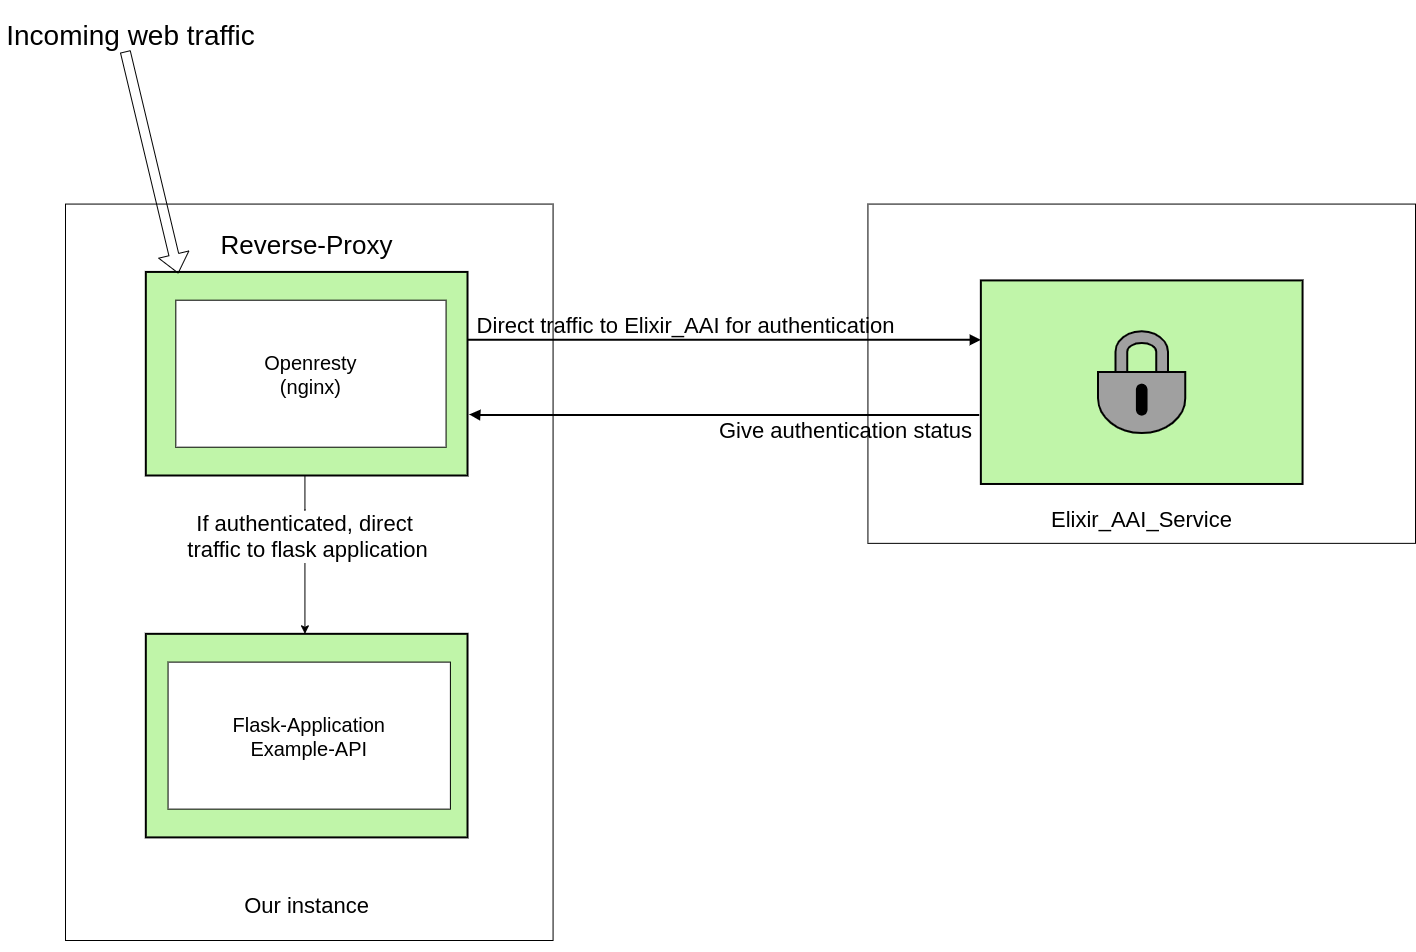 Incoming web traffic
Reverse-Proxy
Openresty
(nginx)
Direct traffic to Elixir_AAI for authentication
Give authentication status
If authenticated, direct
traffic to flask application
Elixir_AAI_Service
Flask-Application
Example-API
Our instance